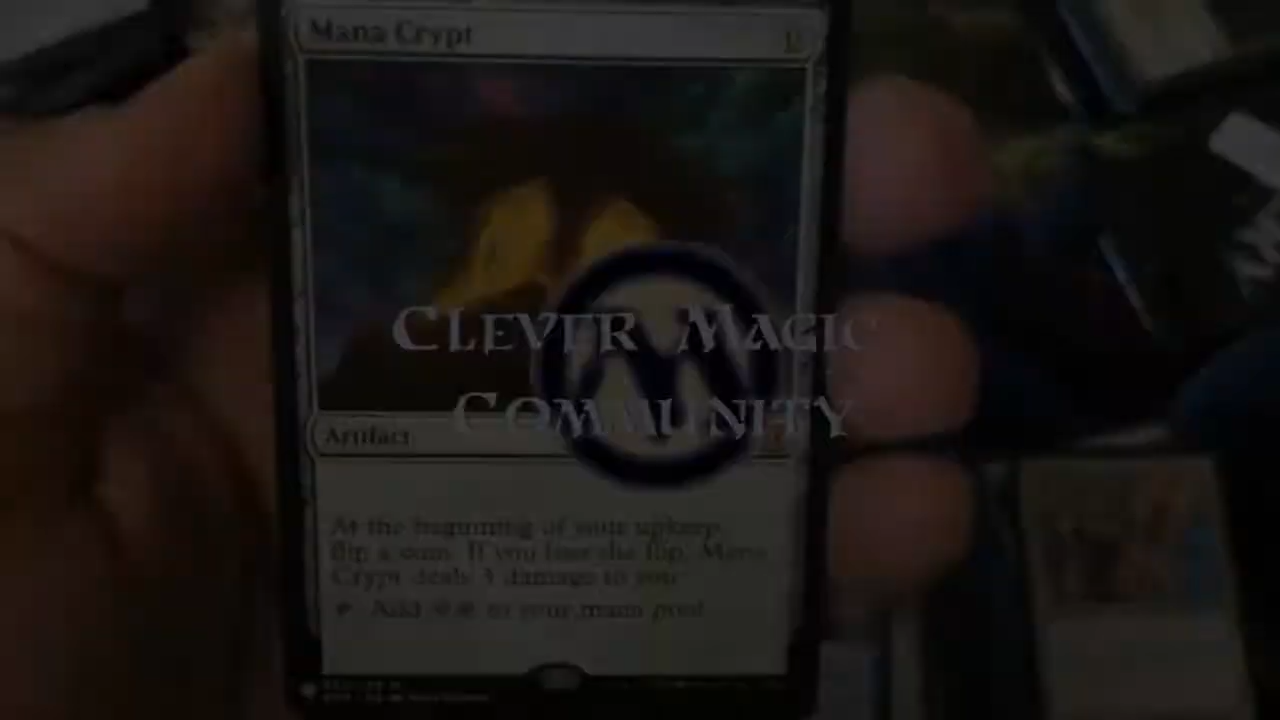 Mana Crypt
0
CLEVER MAGIC
COMMUNITY
Artifact
At the beginning of your upkeep,
flip a coin. If you lose the flip, Mana
Crypt deals 3 damage to you.
Add to your mana pool.